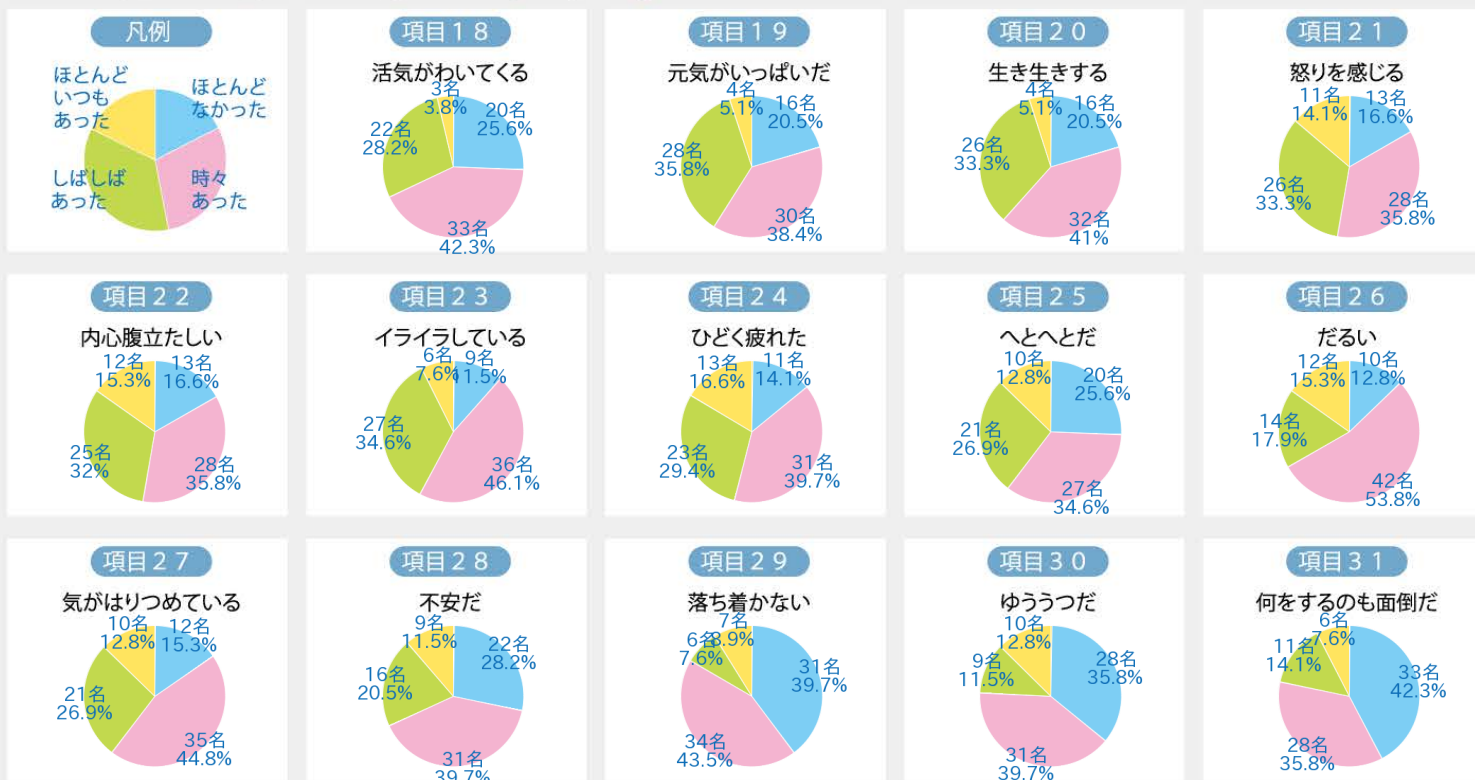 凡例
ほとんど
いつも
あった
ほとんど
なかった
しばしば
あった
時々
あった
項目18
活気がわいてくる
3名
3.8%
20名
25.6%
22名
28.2%
33名
42.3%
項目19
元気がいっぱいだ
4名
5.1%
16名
20.5%
28名
35.8%
30名
38.4%
項目20
生き生きする
4名
5.1%
16名
20.5%
26名
33.3%
32名
41%
項目21
怒りを感じる
11名
14.1%
13名
16.6%
26名
33.3%
28名
35.8%
項目22
内心腹立たしい
12名
15.3%
13名
16.6%
25名
32%
28名
35.8%
項目23
イライラしている
6名
7.6%
9名
11.5%
27名
34.6%
36名
46.1%
項目24
ひどく疲れた
13名
16.6%
11名
14.1%
23名
29.4%
31名
39.7%
項目25
へとへとだ
10名
12.8%
20名
25.6%
21名
26.9%
27名
34.6%
項目26
だるい
12名
15.3%
10名
12.8%
14名
17.9%
42名
53.8%
項目27
気がはりつめている
10名
12.8%
12名
15.3%
21名
26.9%
35名
44.8%
項目28
不安だ
9名
11.5%
22名
28.2%
16名
20.5%
31名
39.7%
項目29
落ち着かない
7名
8.9%
6名
7.6%
31名
39.7%
34名
43.5%
項目30
ゆううつだ
10名
12.8%
28名
35.8%
9名
11.5%
31名
39.7%
項目31
何をするのも面倒だ
6名
7.6%
11名
14.1%
33名
42.3%
28名
35.8%